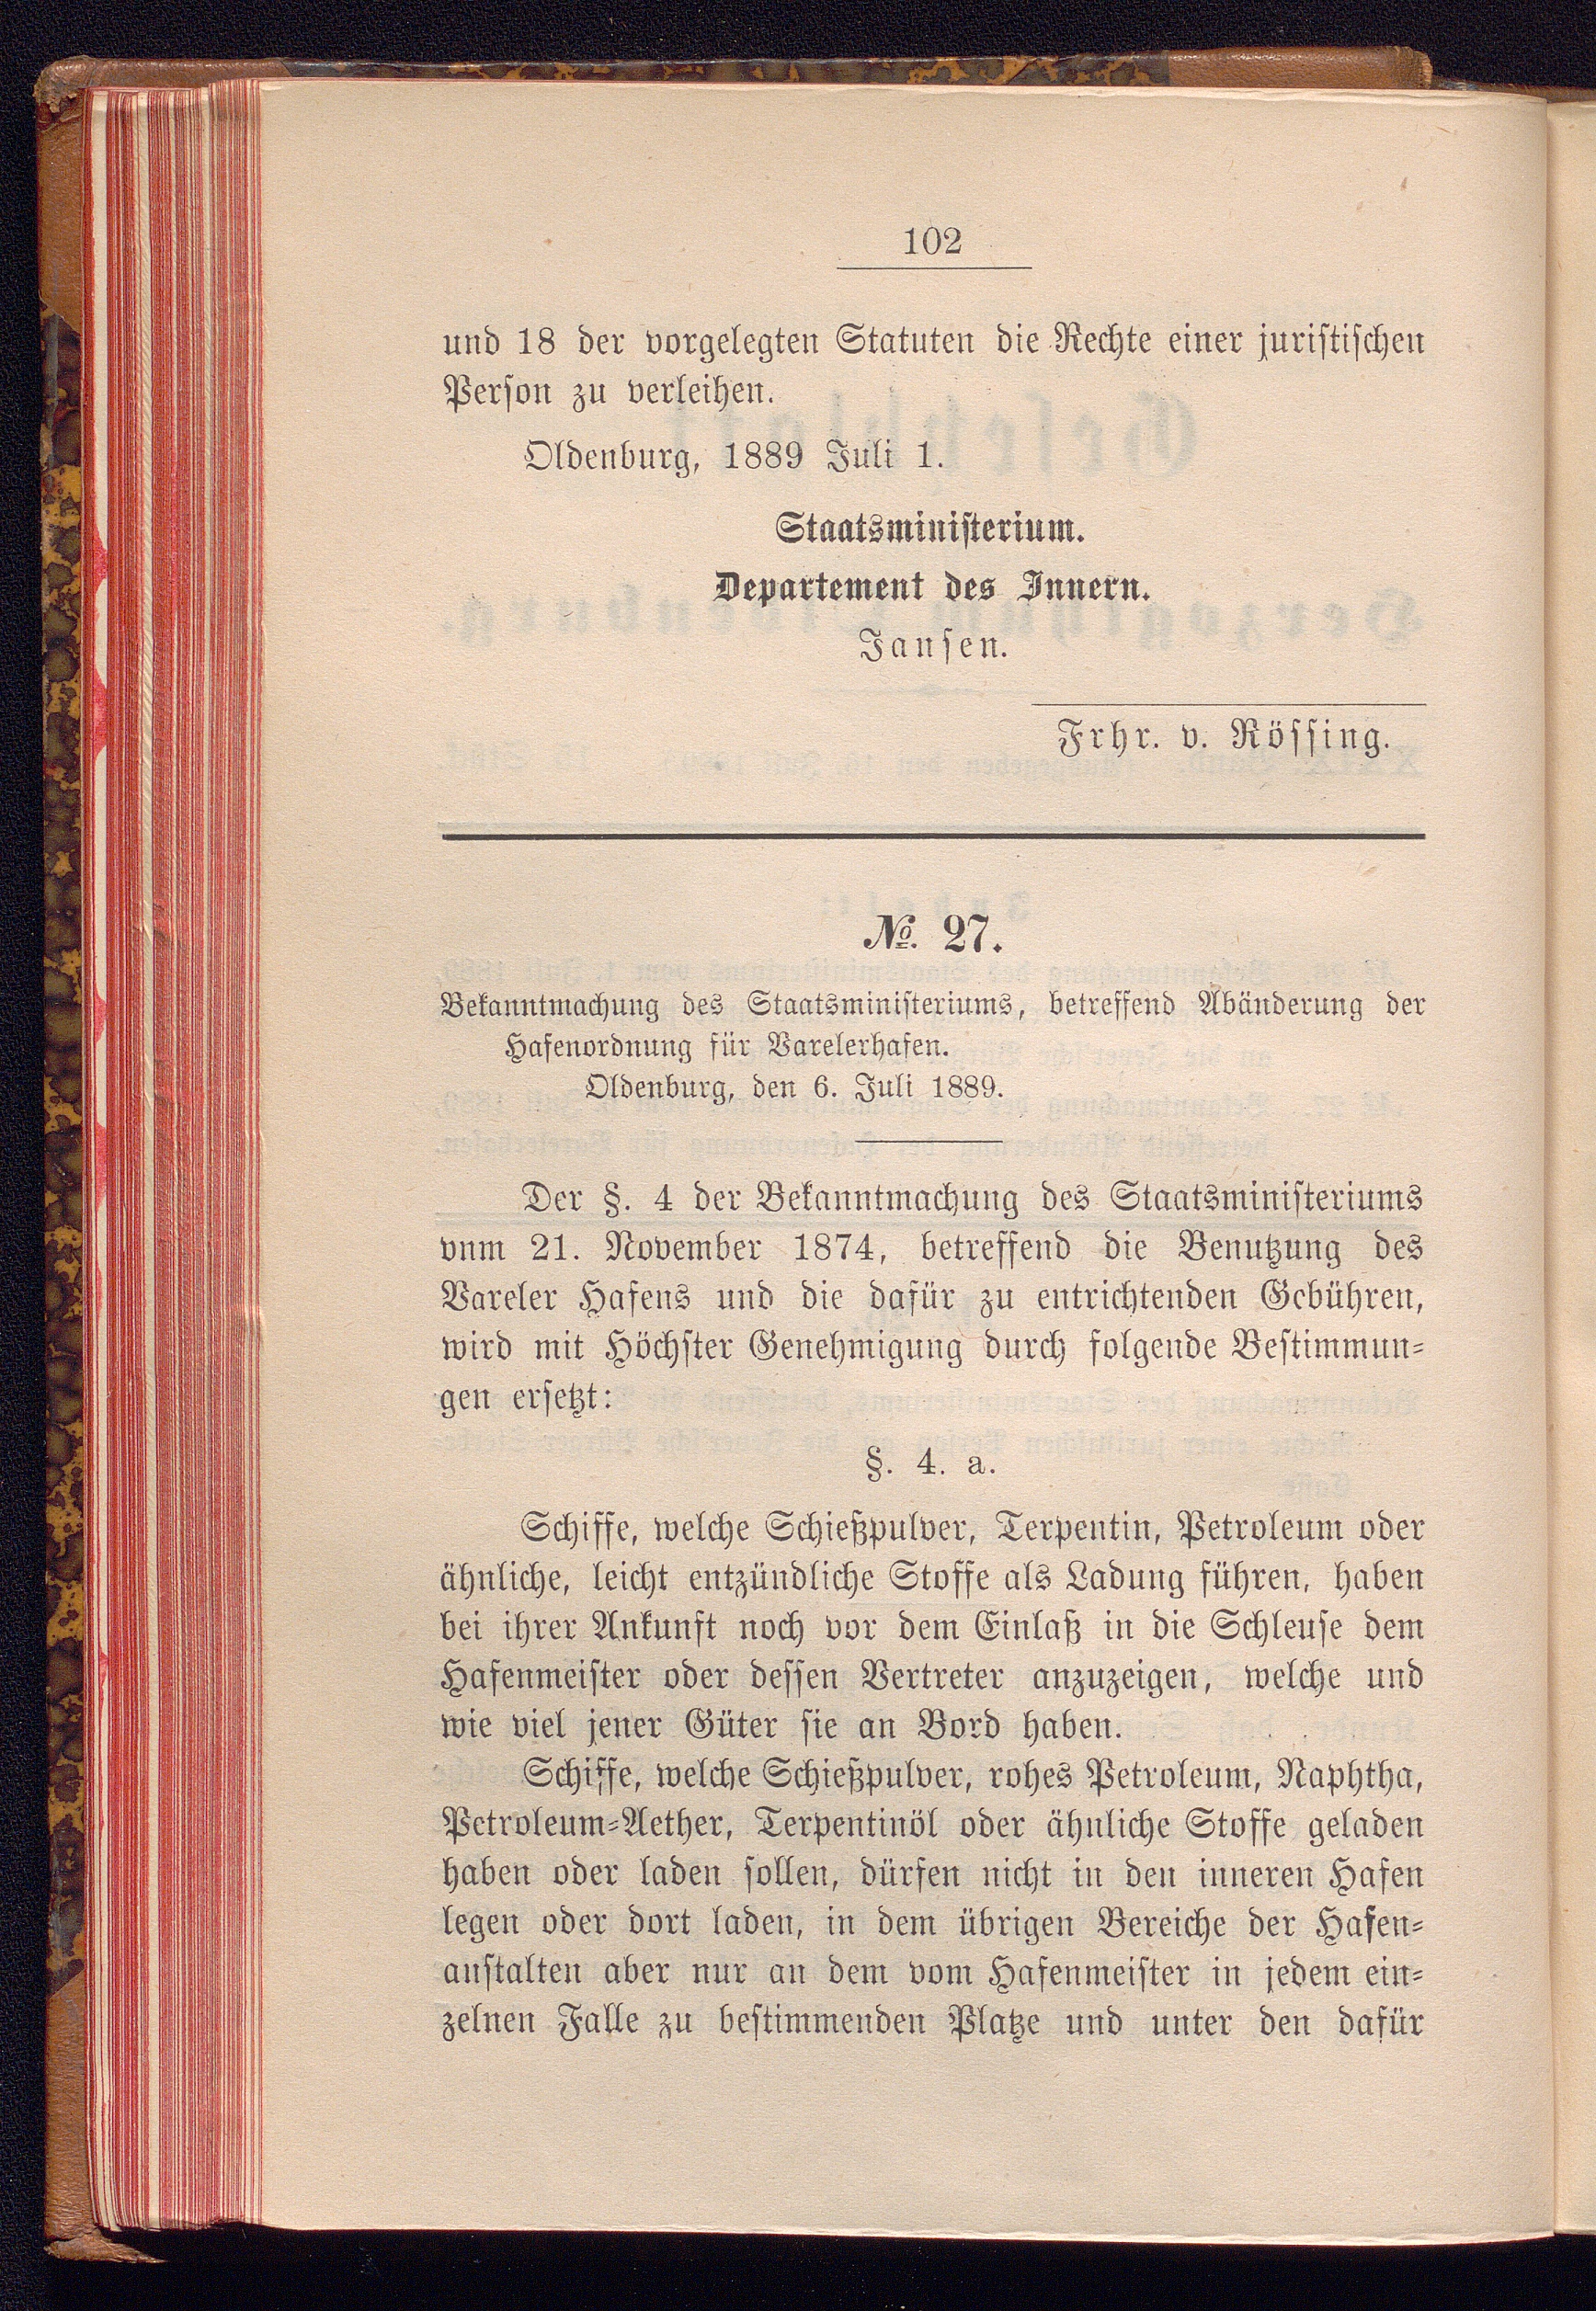 102
und 18 der vorgelegten Statuten die Rechte einer juristischen
Person zu verleihen.
Oldenburg, 1889 Juli 1.
Staatsministerium.
Departement des Innern.
Jansen.
Frhr. v. Rössing.
№. 27.
Bekanntmachung des Staatsministeriums, betreffend Abänderung der
Hafenordnung für Varelerhafen.
Oldenburg, den 6. Juli 1889.
Der §. 4 der Bekanntmachung des Staatsministeriums
vnm 21. November 1874, betreffend die Benutzung des
Vareler Hafens und die dafür zu entrichtenden Gebühren,
wird mit Höchster Genehmigung durch folgende Bestimmun-
gen ersetzt:
§. 4. a.
Schiffe, welche Schießpulver, Terpentin, Petroleum oder
ähnliche, leicht entzündliche Stoffe als Ladung führen, haben
bei ihrer Ankunft noch vor dem Einlaß in die Schleuse dem
Hafenmeister oder dessen Vertreter anzuzeigen, welche und
wie viel jener Güter sie an Bord haben.
Schiffe, welche Schießpulver, rohes Petroleum, Naphtha,
Petroleum-Aether, Terpentinöl oder ähnliche Stoffe geladen
haben oder laden sollen, dürfen nicht in den inneren Hafen
legen oder dort laden, in dem übrigen Bereiche der Hafen-
anstalten aber nur an dem vom Hafenmeister in jedem ein-
zelnen Falle zu bestimmenden Platze und unter den dafür